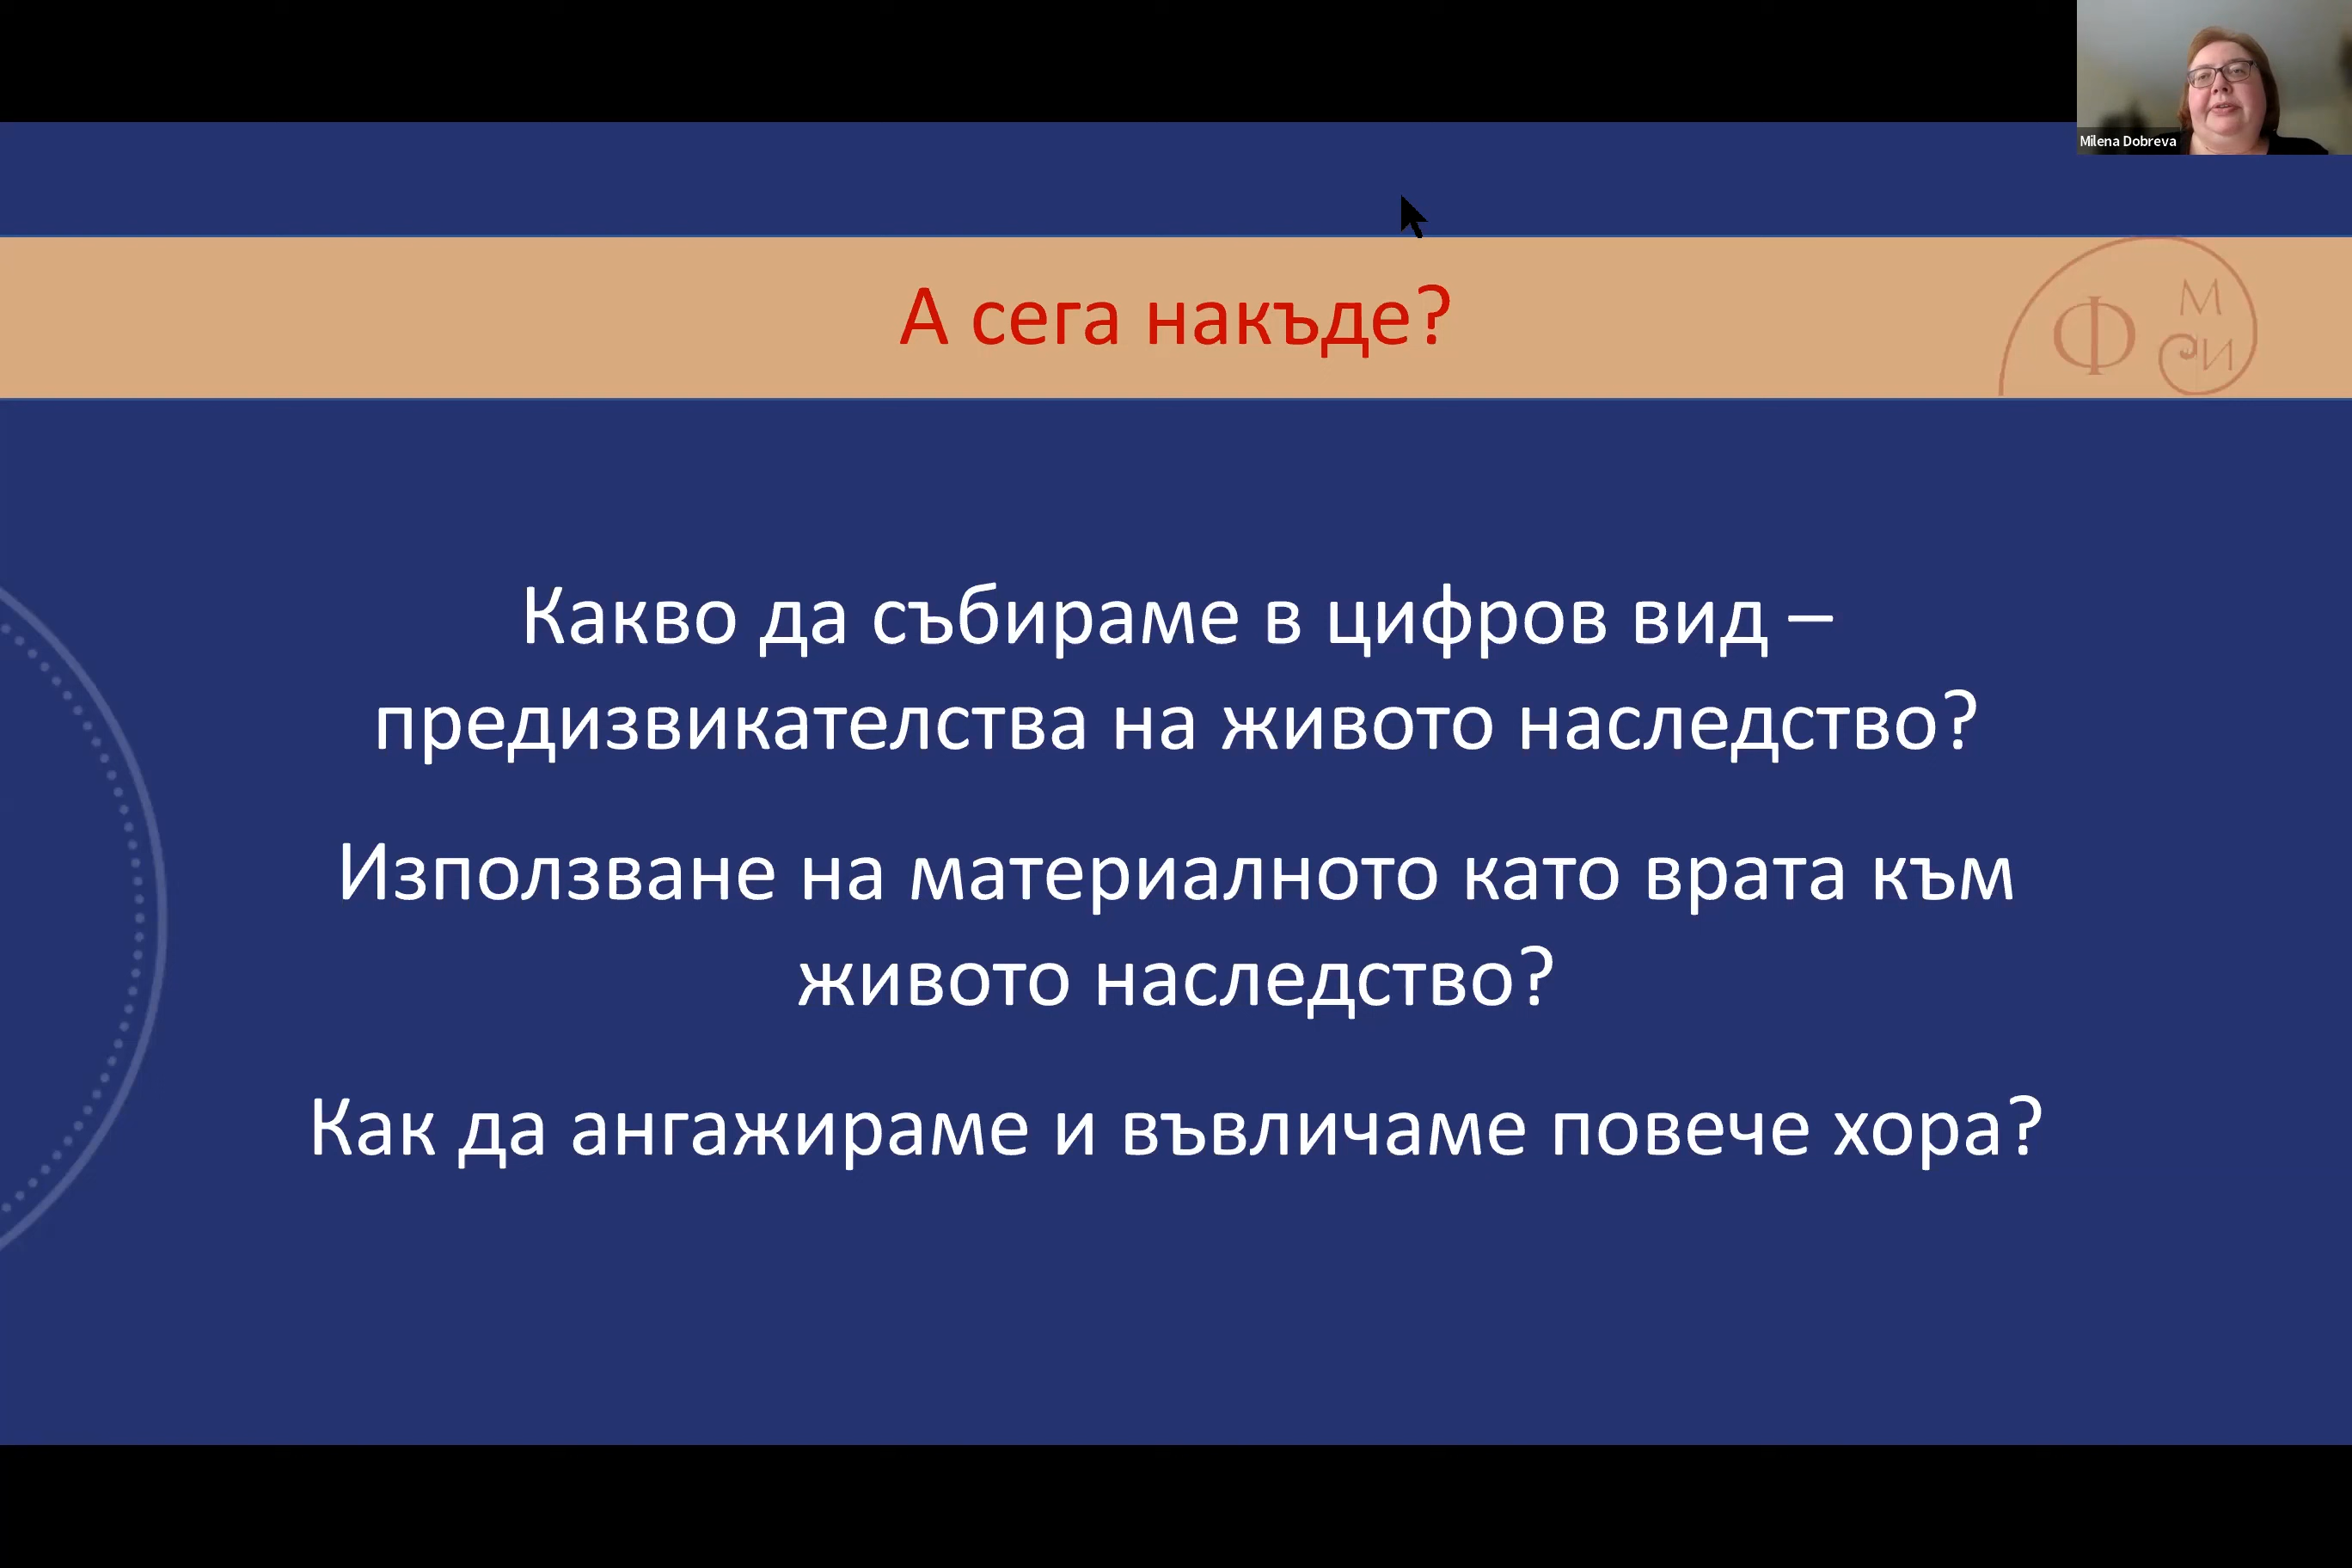 Milena Dobreva
А сега накъде?
Ф
М
СИ
Какво да събираме в цифров вид –
предизвикателства на живото наследство?
Използване на материалното като врата към
живото наследство?
Как да ангажираме и въвличаме повече хора?